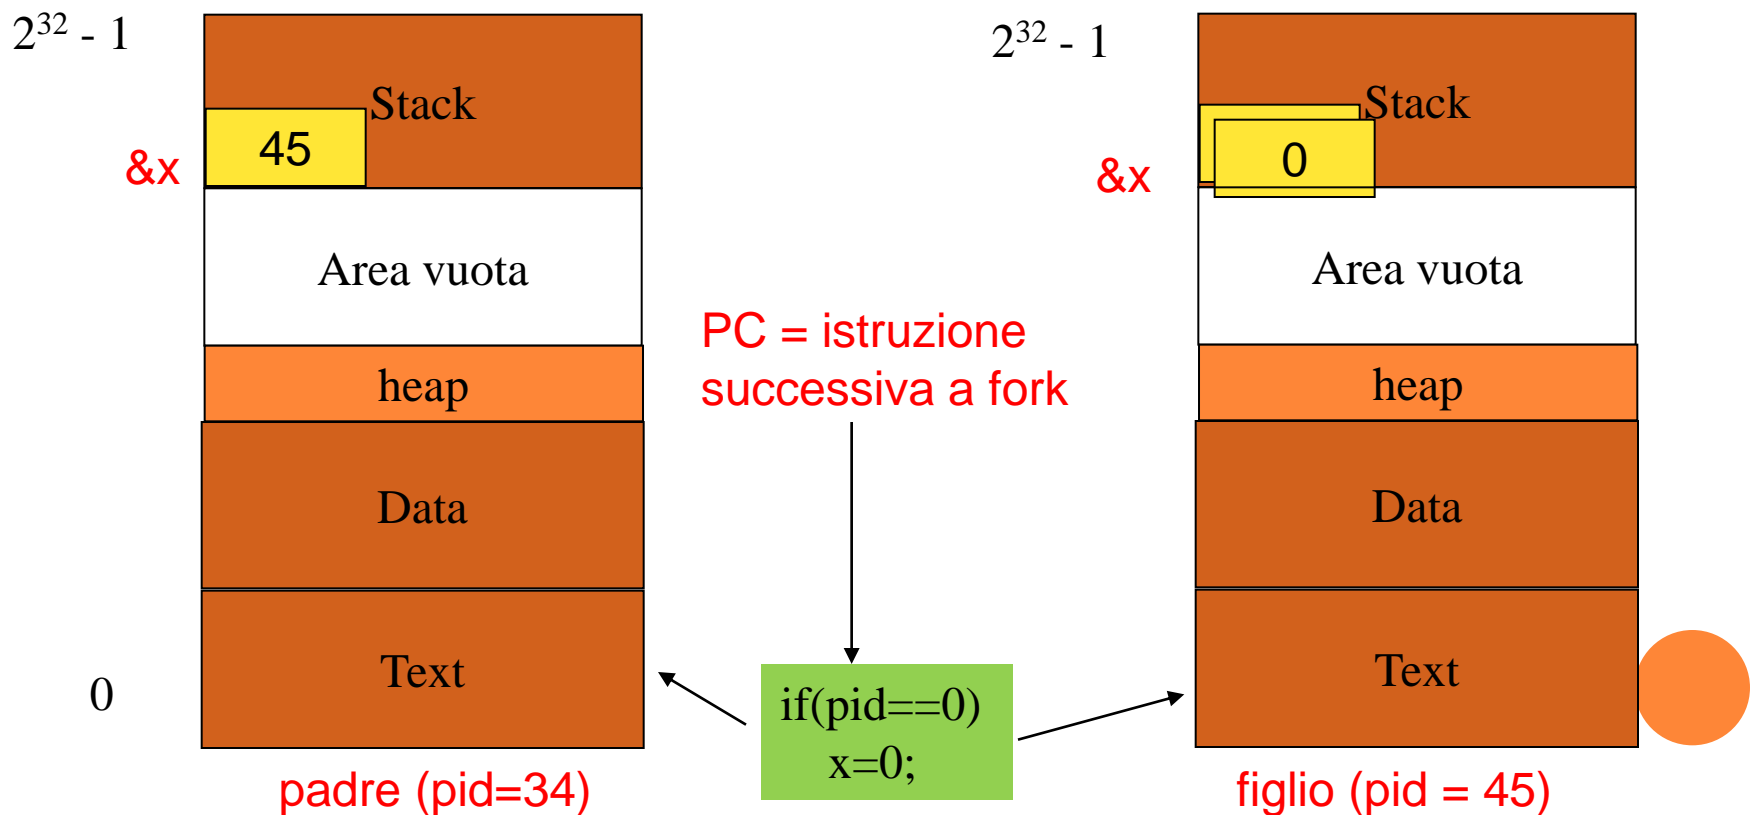 2³² - 1
Stack
45
&x
Area vuota
heap
Data
Text
0
padre (pid=34)
PC = istruzione
successiva a fork
if(pid==0)
x=0;
2³² - 1
Stack
0
&x
Area vuota
heap
Data
Text
figlio (pid = 45)